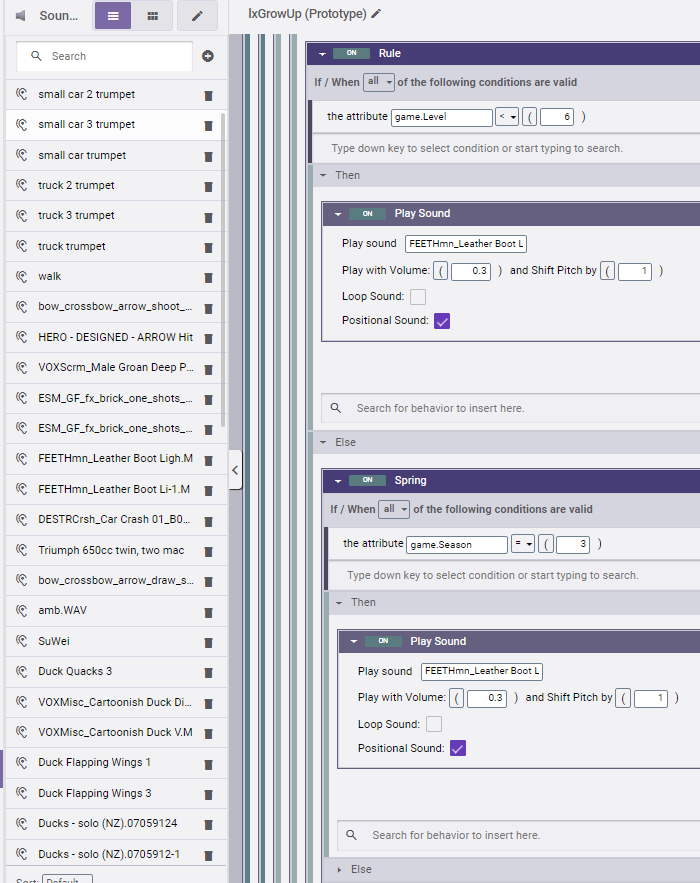 Soun...
lxGrowUp (Prototype)
Search
small car 2 trumpet
small car 3 trumpet
small car trumpet
truck 2 trumpet
truck 3 trumpet
truck trumpet
walk
bow_crossbow_arrow_shoot_...
HERO - DESIGNED - ARROW Hit
VOXScrm_Male Groan Deep P...
ESM_GF_fx_brick_one_shots_...
ESM_GF_fx_brick_one_shots_...
FEETHmn_Leather Boot Ligh.M
FEETHmn_Leather Boot Li-1.M
DESTRCrsh_Car Crash 01_B0...
Triumph 650cc twin, two mac
bow_crossbow_arrow_draw_s...
amb.WAV
SuWei
Duck Quacks 3
VOXMisc_Cartoonish Duck Di...
VOXMisc_Cartoonish Duck V.M
Duck Flapping Wings 1
Duck Flapping Wings 3
Ducks - solo (NZ).07059124
Ducks - solo (NZ).0705912-1
Sort: Default
ON Rule
If / When all of the following conditions are valid
the attribute game.Level < ( 6 )
Type down key to select condition or start typing to search.
Then
ON Play Sound
Play sound FEETHmn_Leather Boot L
Play with Volume: ( 0.3 ) and Shift Pitch by ( 1 )
Loop Sound:
Positional Sound:
Search for behavior to insert here.
Else
ON Spring
If / When all of the following conditions are valid
the attribute game.Season = ( 3 )
Type down key to select condition or start typing to search.
Then
ON Play Sound
Play sound FEETHmn_Leather Boot L
Play with Volume: ( 0.3 ) and Shift Pitch by ( 1 )
Loop Sound:
Positional Sound:
Search for behavior to insert here.
Else